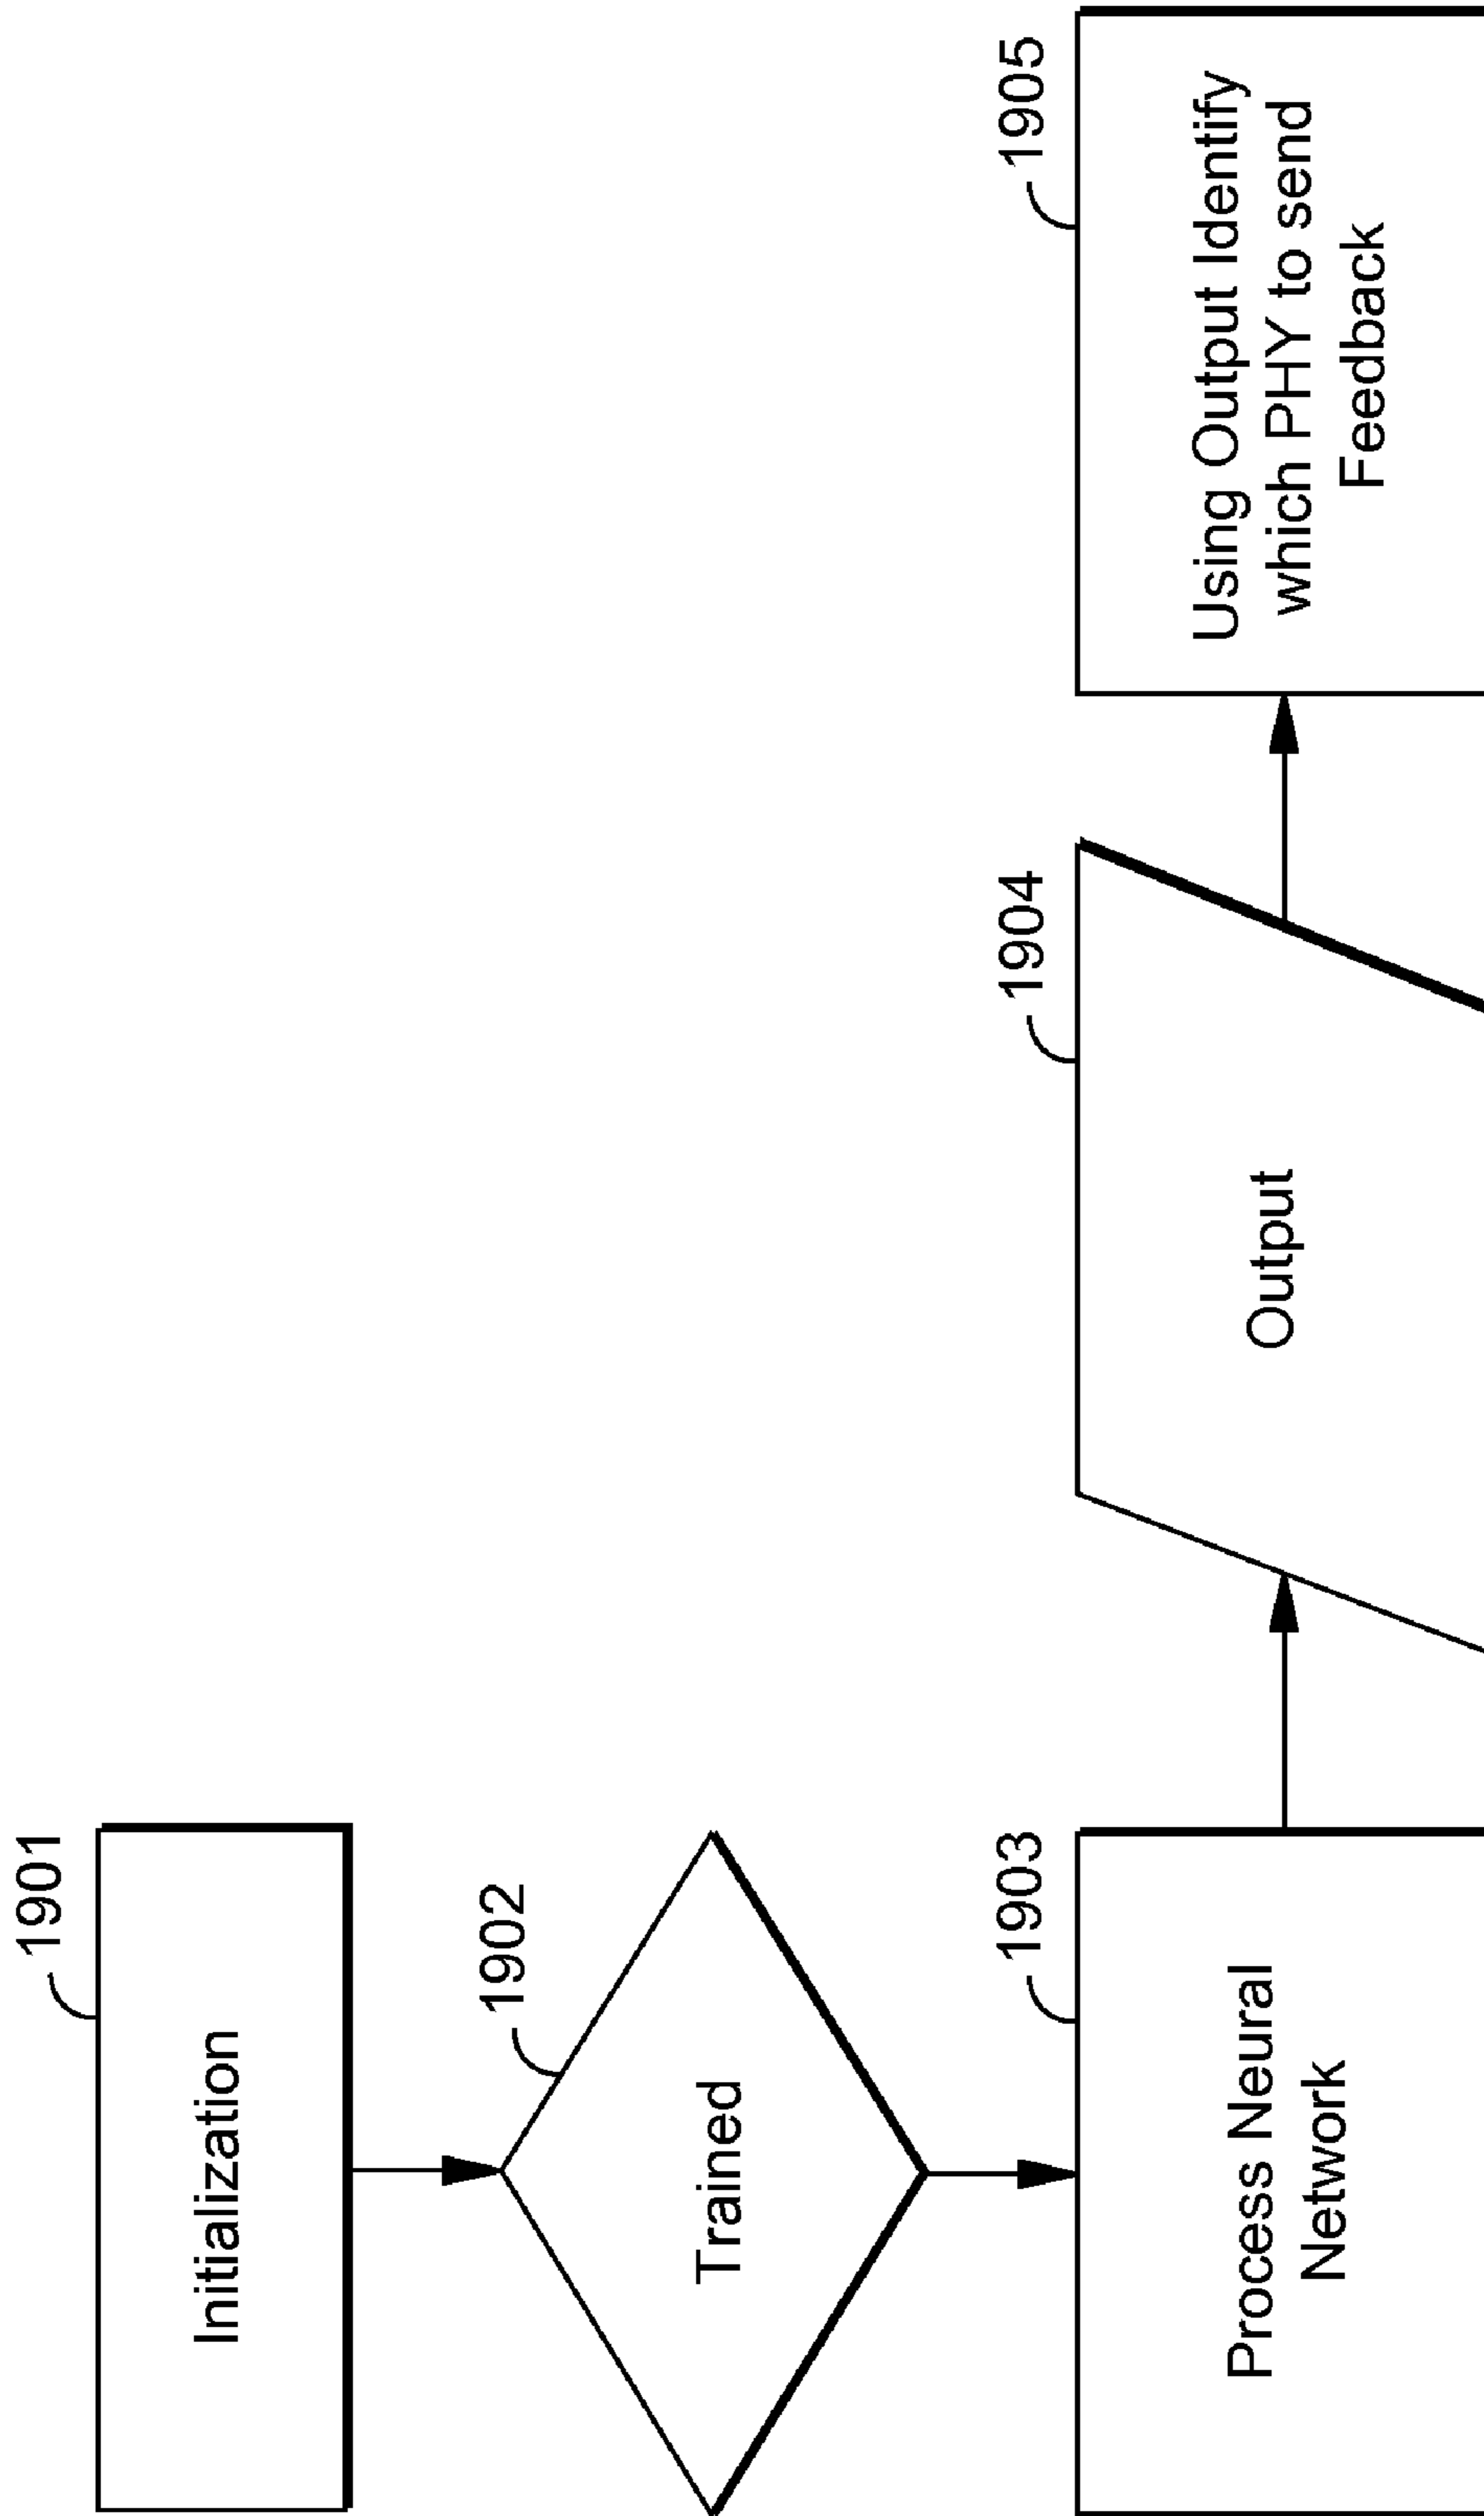 1901
Initialization
1902
Trained
1903
Process Neural
Network
1904
Output
1905
Using Output Identify
which PHY to send
Feedback